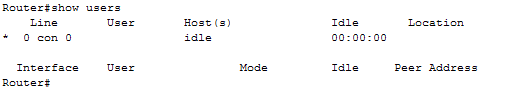 Router#show users
    Line       User       Host(s)              Idle       Location
*  0 con 0                idle                 00:00:00

  Interface    User               Mode         Idle     Peer Address
Router#